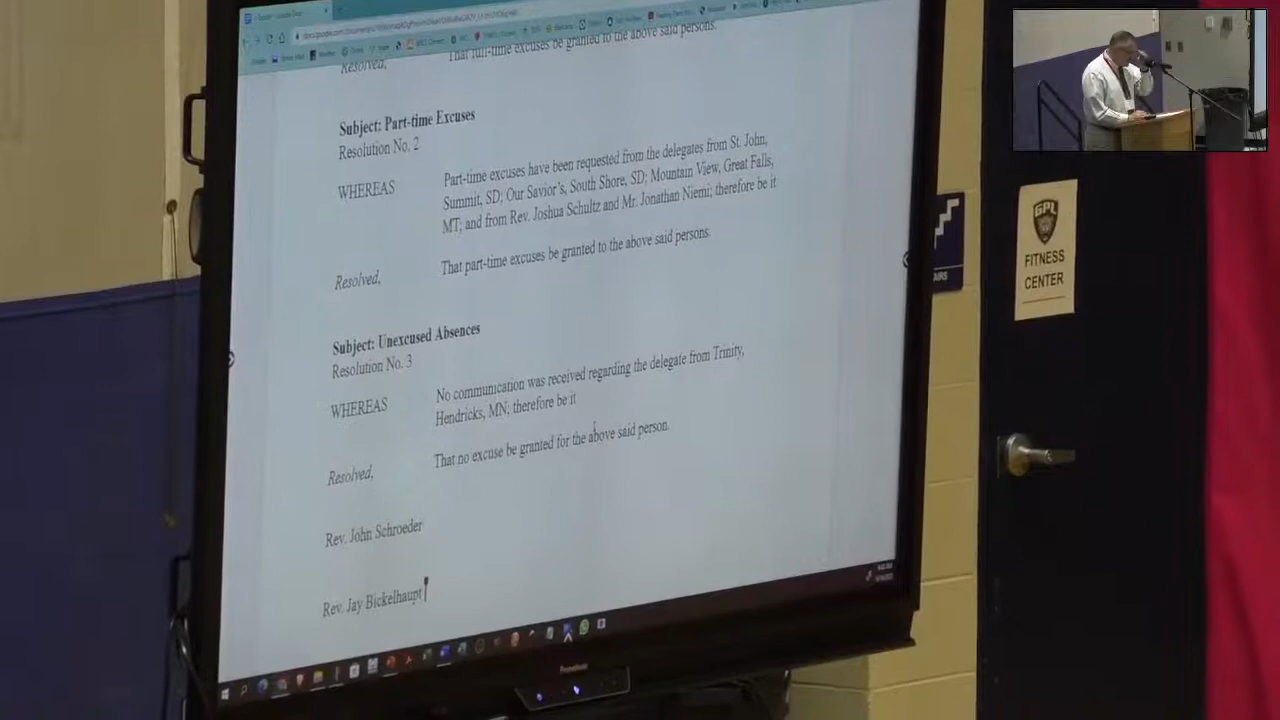 Resolved,
That full-time excuses be granted to the above said persons.
Subject: Part-time Excuses
Resolution No. 2
WHEREAS
Part-time excuses have been requested from the delegates from St. John,
Summit, SD; Our Savior's, South Shore, SD; Mountain View, Great Falls,
MT; and from Rev. Joshua Schultz and Mr. Jonathan Niemi; therefore be it
Resolved,
That part-time excuses be granted to the above said persons.
Subject: Unexcused Absences
Resolution No. 3
WHEREAS
No communication was received regarding the delegate from Trinity,
Hendricks, MN; therefore be it
Resolved,
That no excuse be granted for the above said person.
Rev. John Schroeder
Rev. Jay Bickelhaupt
Promethean
AIRS
GPL
FITNESS
CENTER